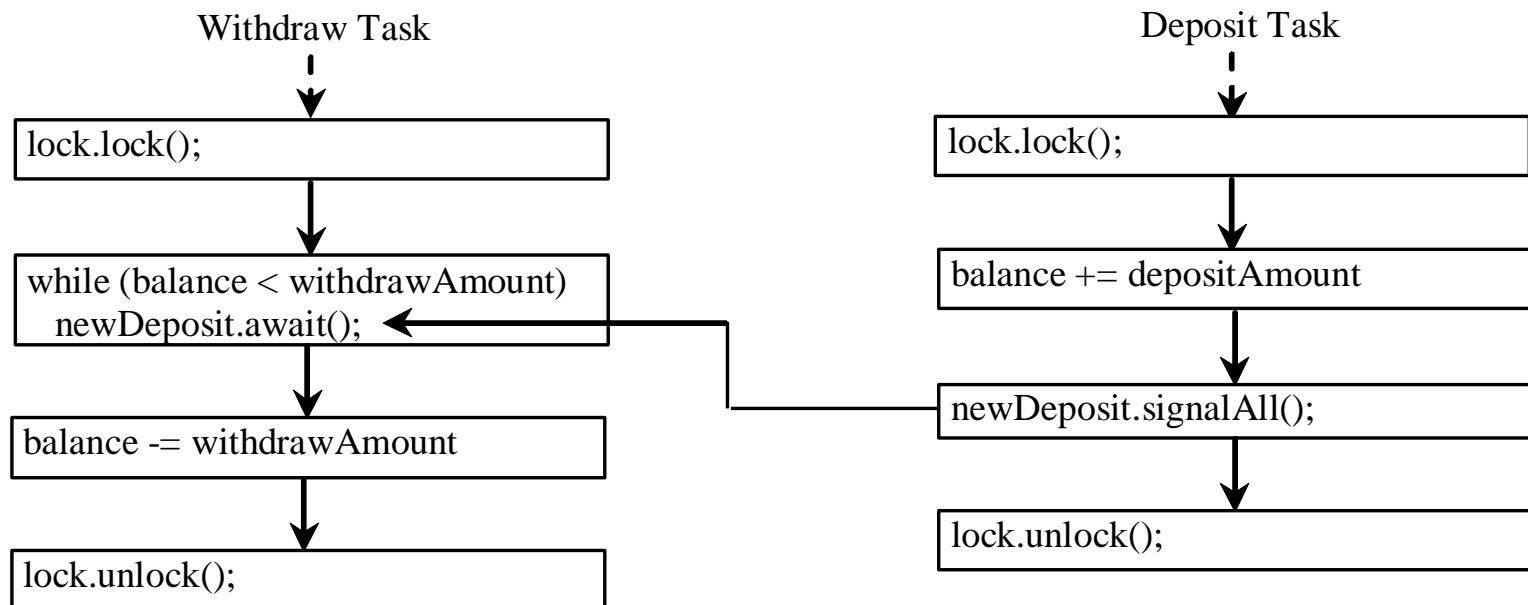 Withdraw Task
lock.lock();
while (balance < withdrawAmount)
newDeposit.await();
balance -= withdrawAmount
lock.unlock();
Deposit Task
lock.lock();
balance += depositAmount
newDeposit.signalAll();
lock.unlock();